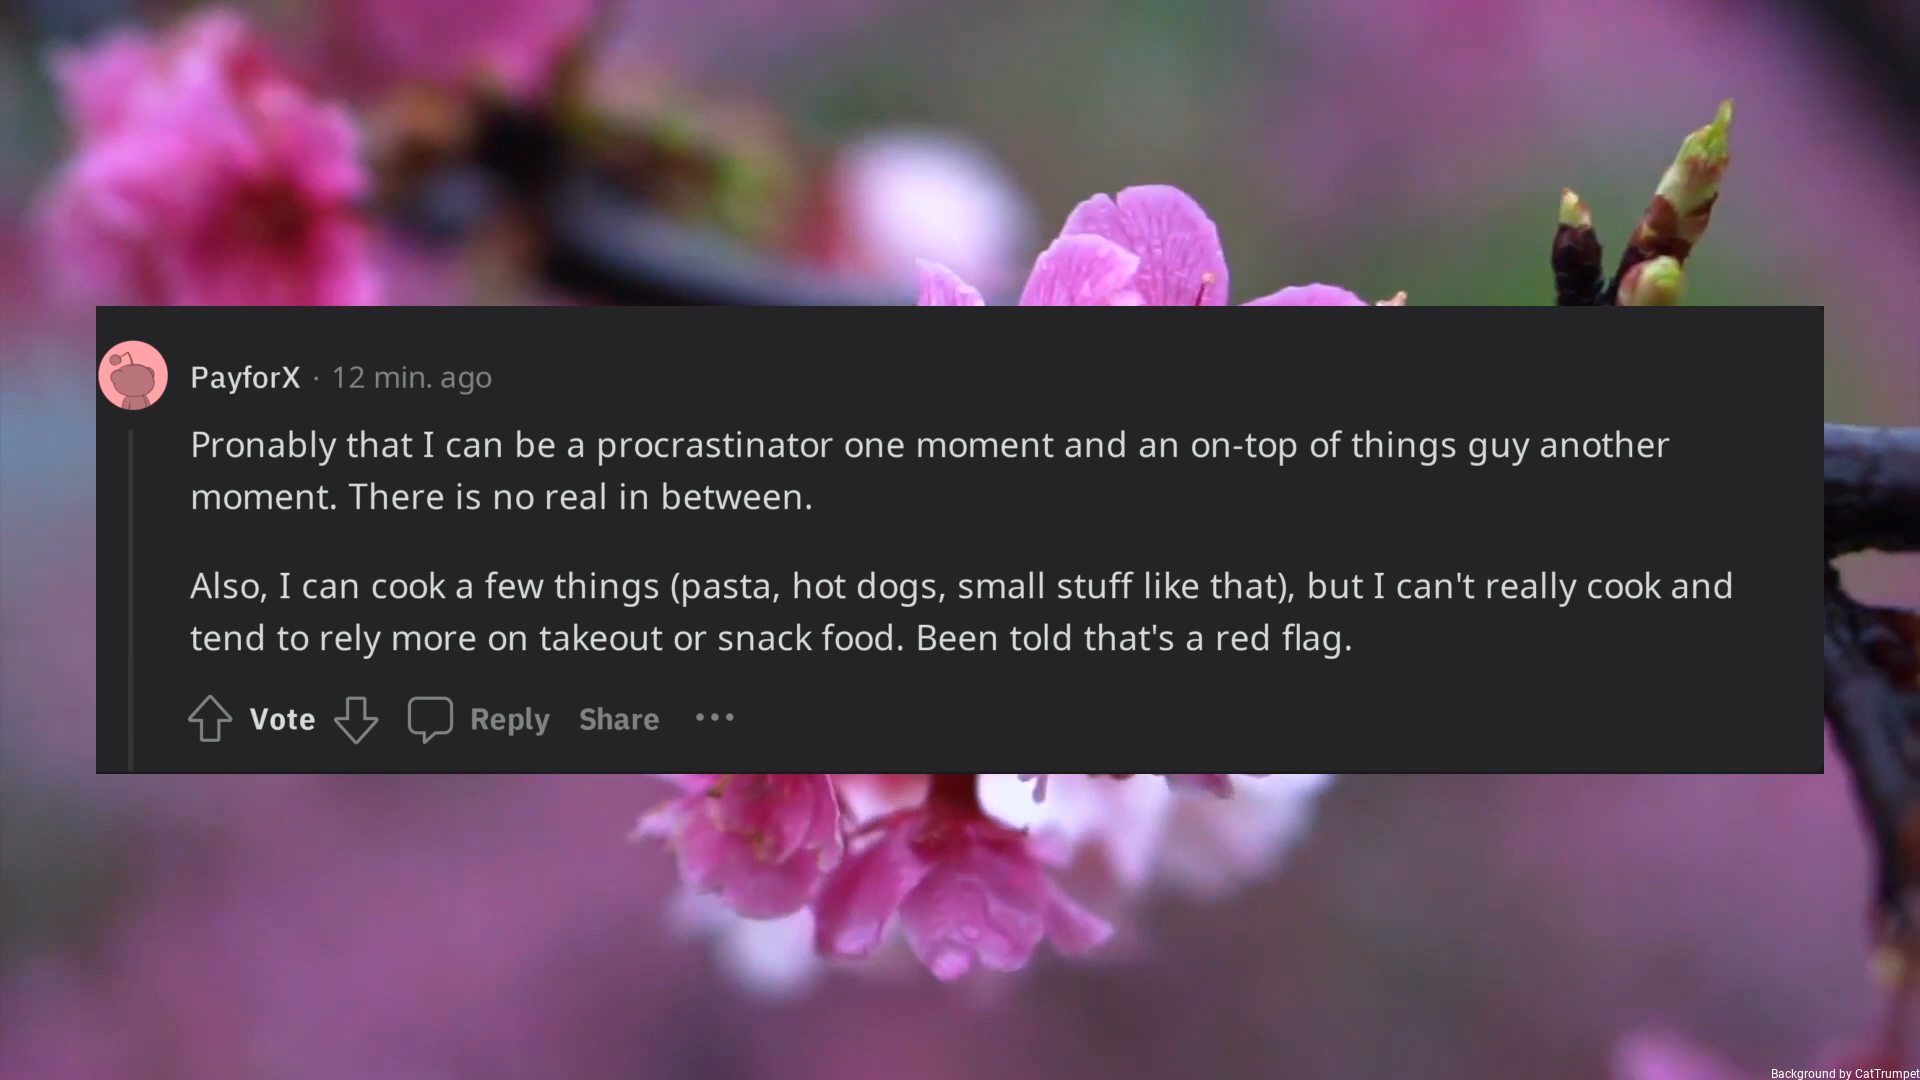 PayforX · 12 min. ago
Pronably that I can be a procrastinator one moment and an on-top of things guy another
moment. There is no real in between.
Also, I can cook a few things (pasta, hot dogs, small stuff like that), but I can't really cook and
tend to rely more on takeout or snack food. Been told that's a red flag.
Vote Reply Share ...
Background by CatTrumpet